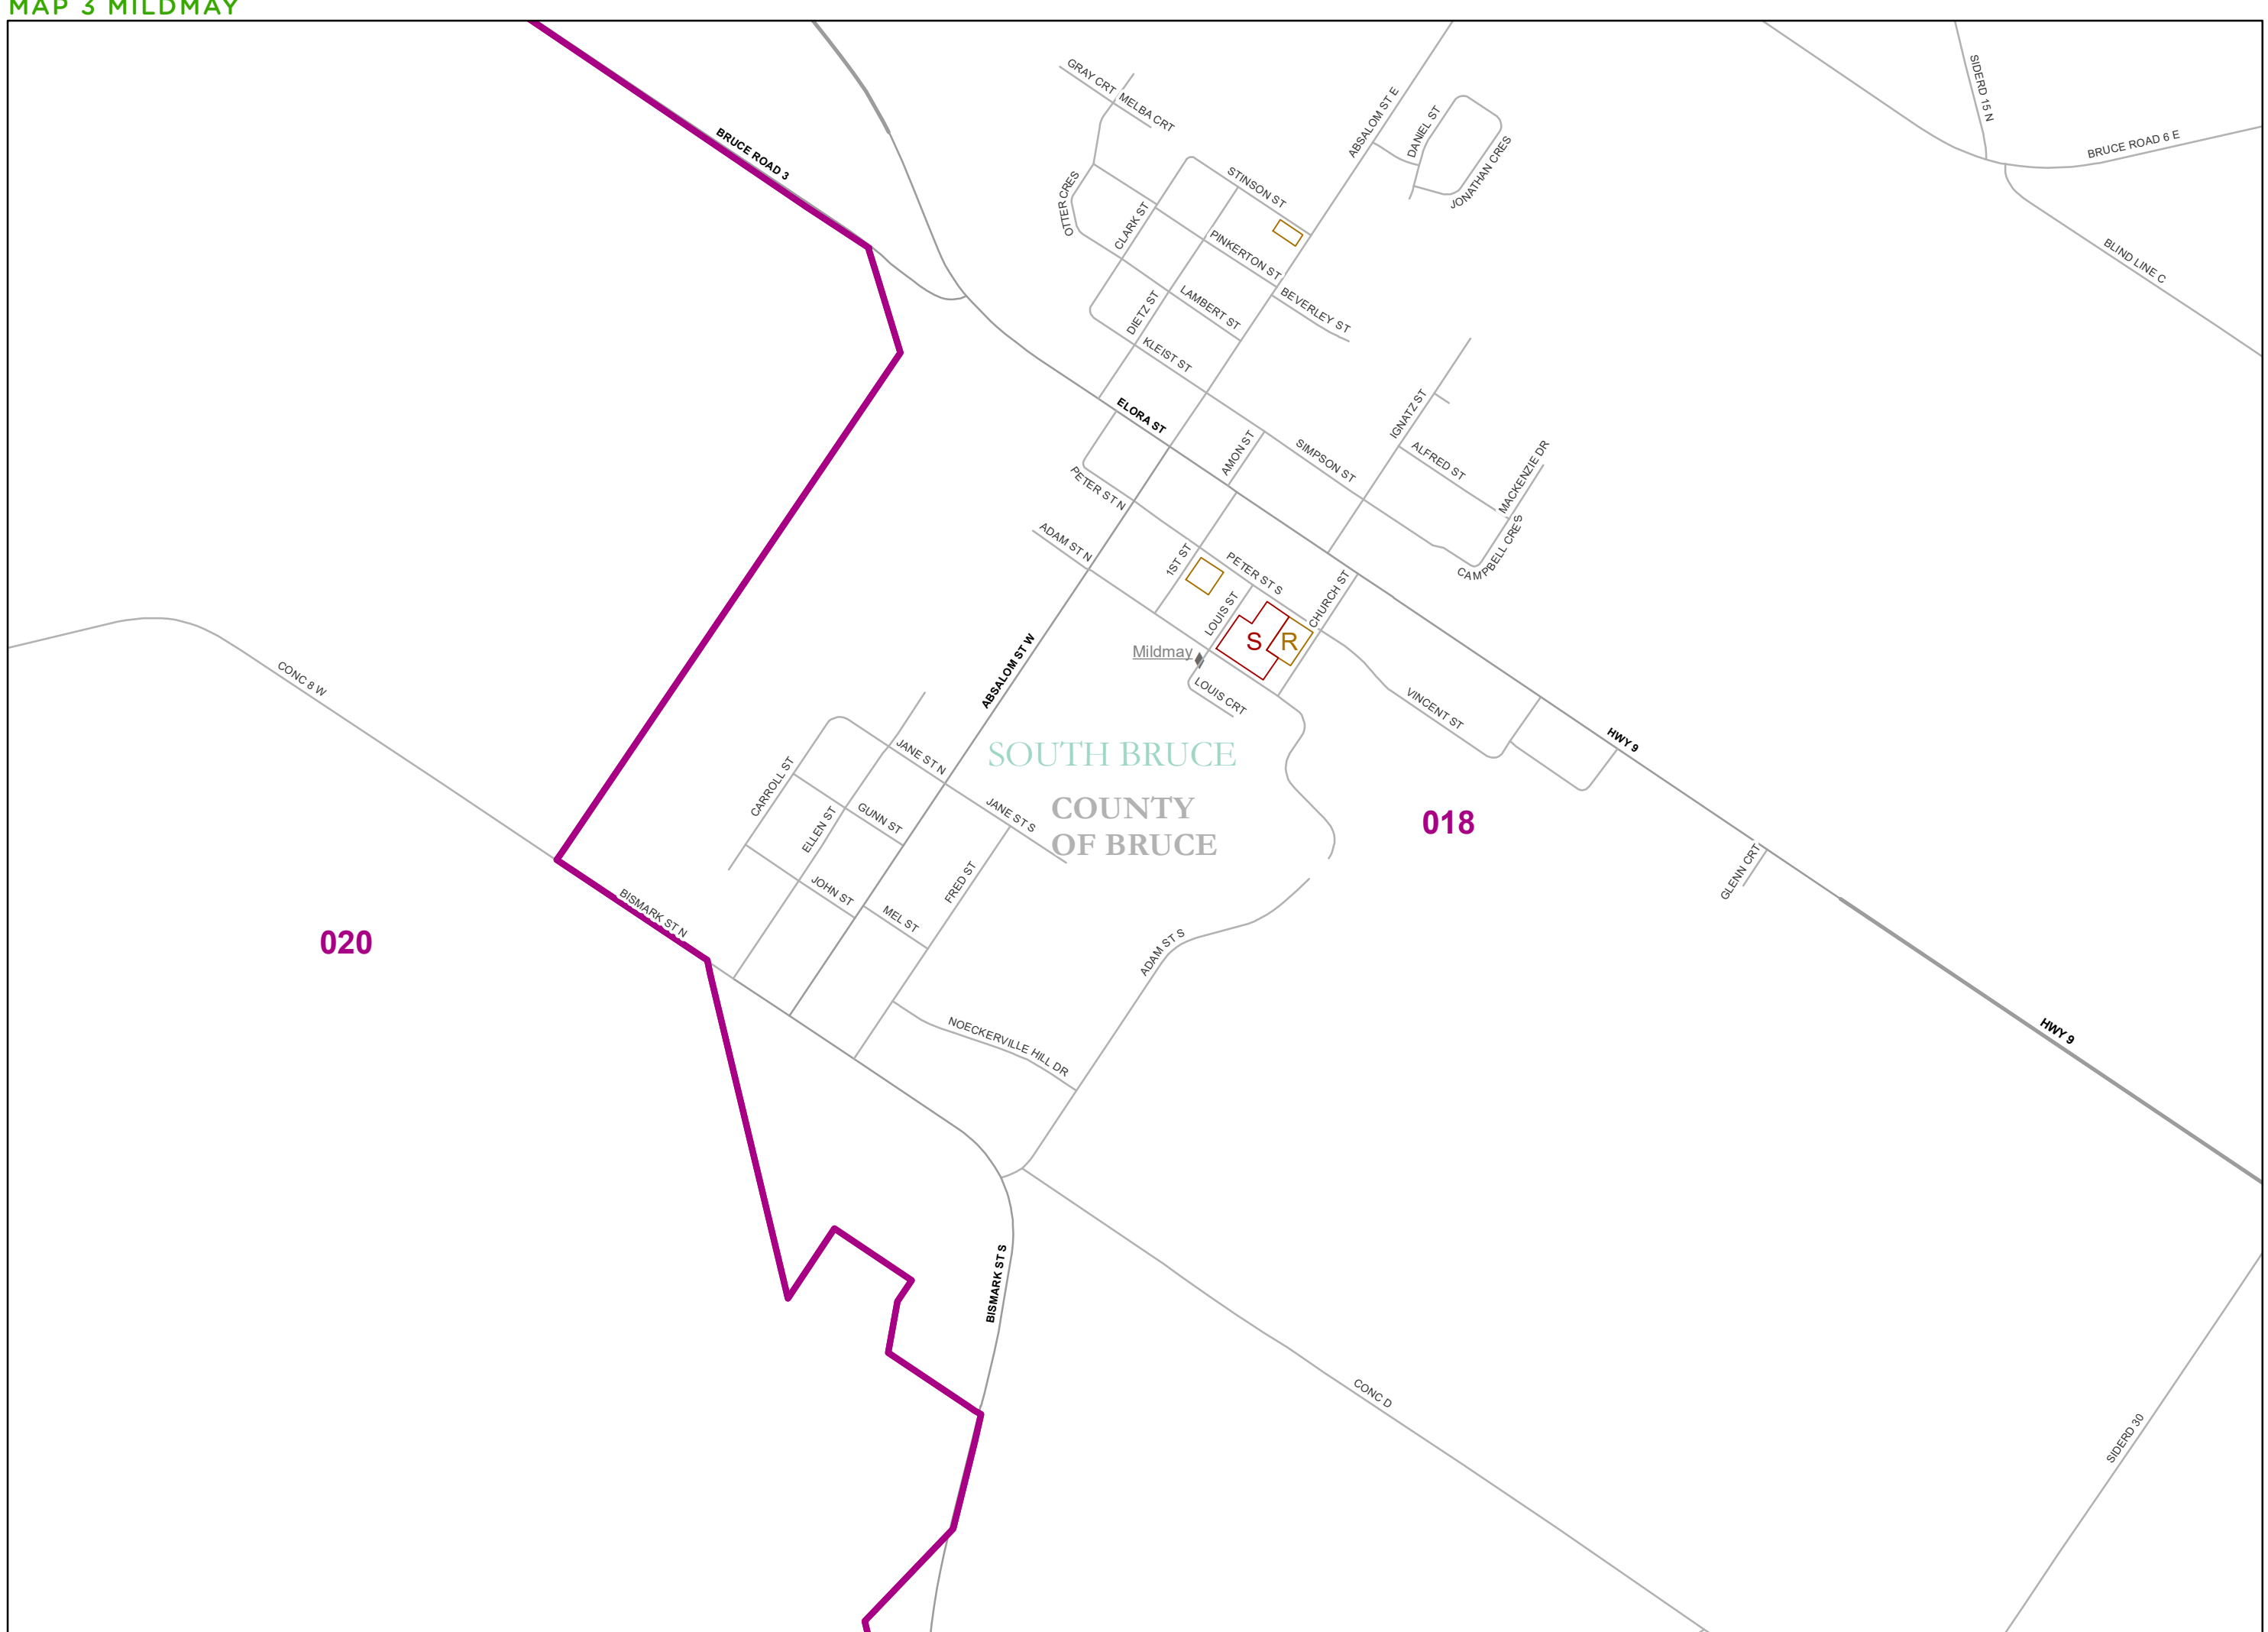 MAP 3 MILDMAY
GRAY CRT
MELBA CRT
SIDERD 15 N
ABSALOM ST E
DANIEL ST
JONATHAN CRES
BRUCE ROAD 6 E
BRUCE ROAD 3
STINSON ST
OTTER CRES
CLARK ST
PINKERTON ST
BLIND LINE C
DIETZ ST
LAMBERT ST
BEVERLEY ST
KLEIST ST
ELORA ST
IGNATZ ST
AMON ST
SIMPSON ST
ALFRED ST
MACKENZIE DR
PETER ST N
ADAM ST N
1ST ST
PETER ST S
CAMPBELL CRES
LOUIS ST
CHURCH ST
S
R
Mildmay
LOUIS CRT
CONC 8 W
ABSALOM ST W
VINCENT ST
HWY 9
JANE ST N
SOUTH BRUCE
CARROLL ST
GUNN ST
JANE ST S
COUNTY
OF BRUCE
018
ELLEN ST
GLENN CRT
JOHN ST
FRED ST
BISMARK ST N
MEL ST
020
ADAM ST S
NOECKERVILLE HILL DR
HWY 9
BISMARK ST S
CONC D
SIDERD 30